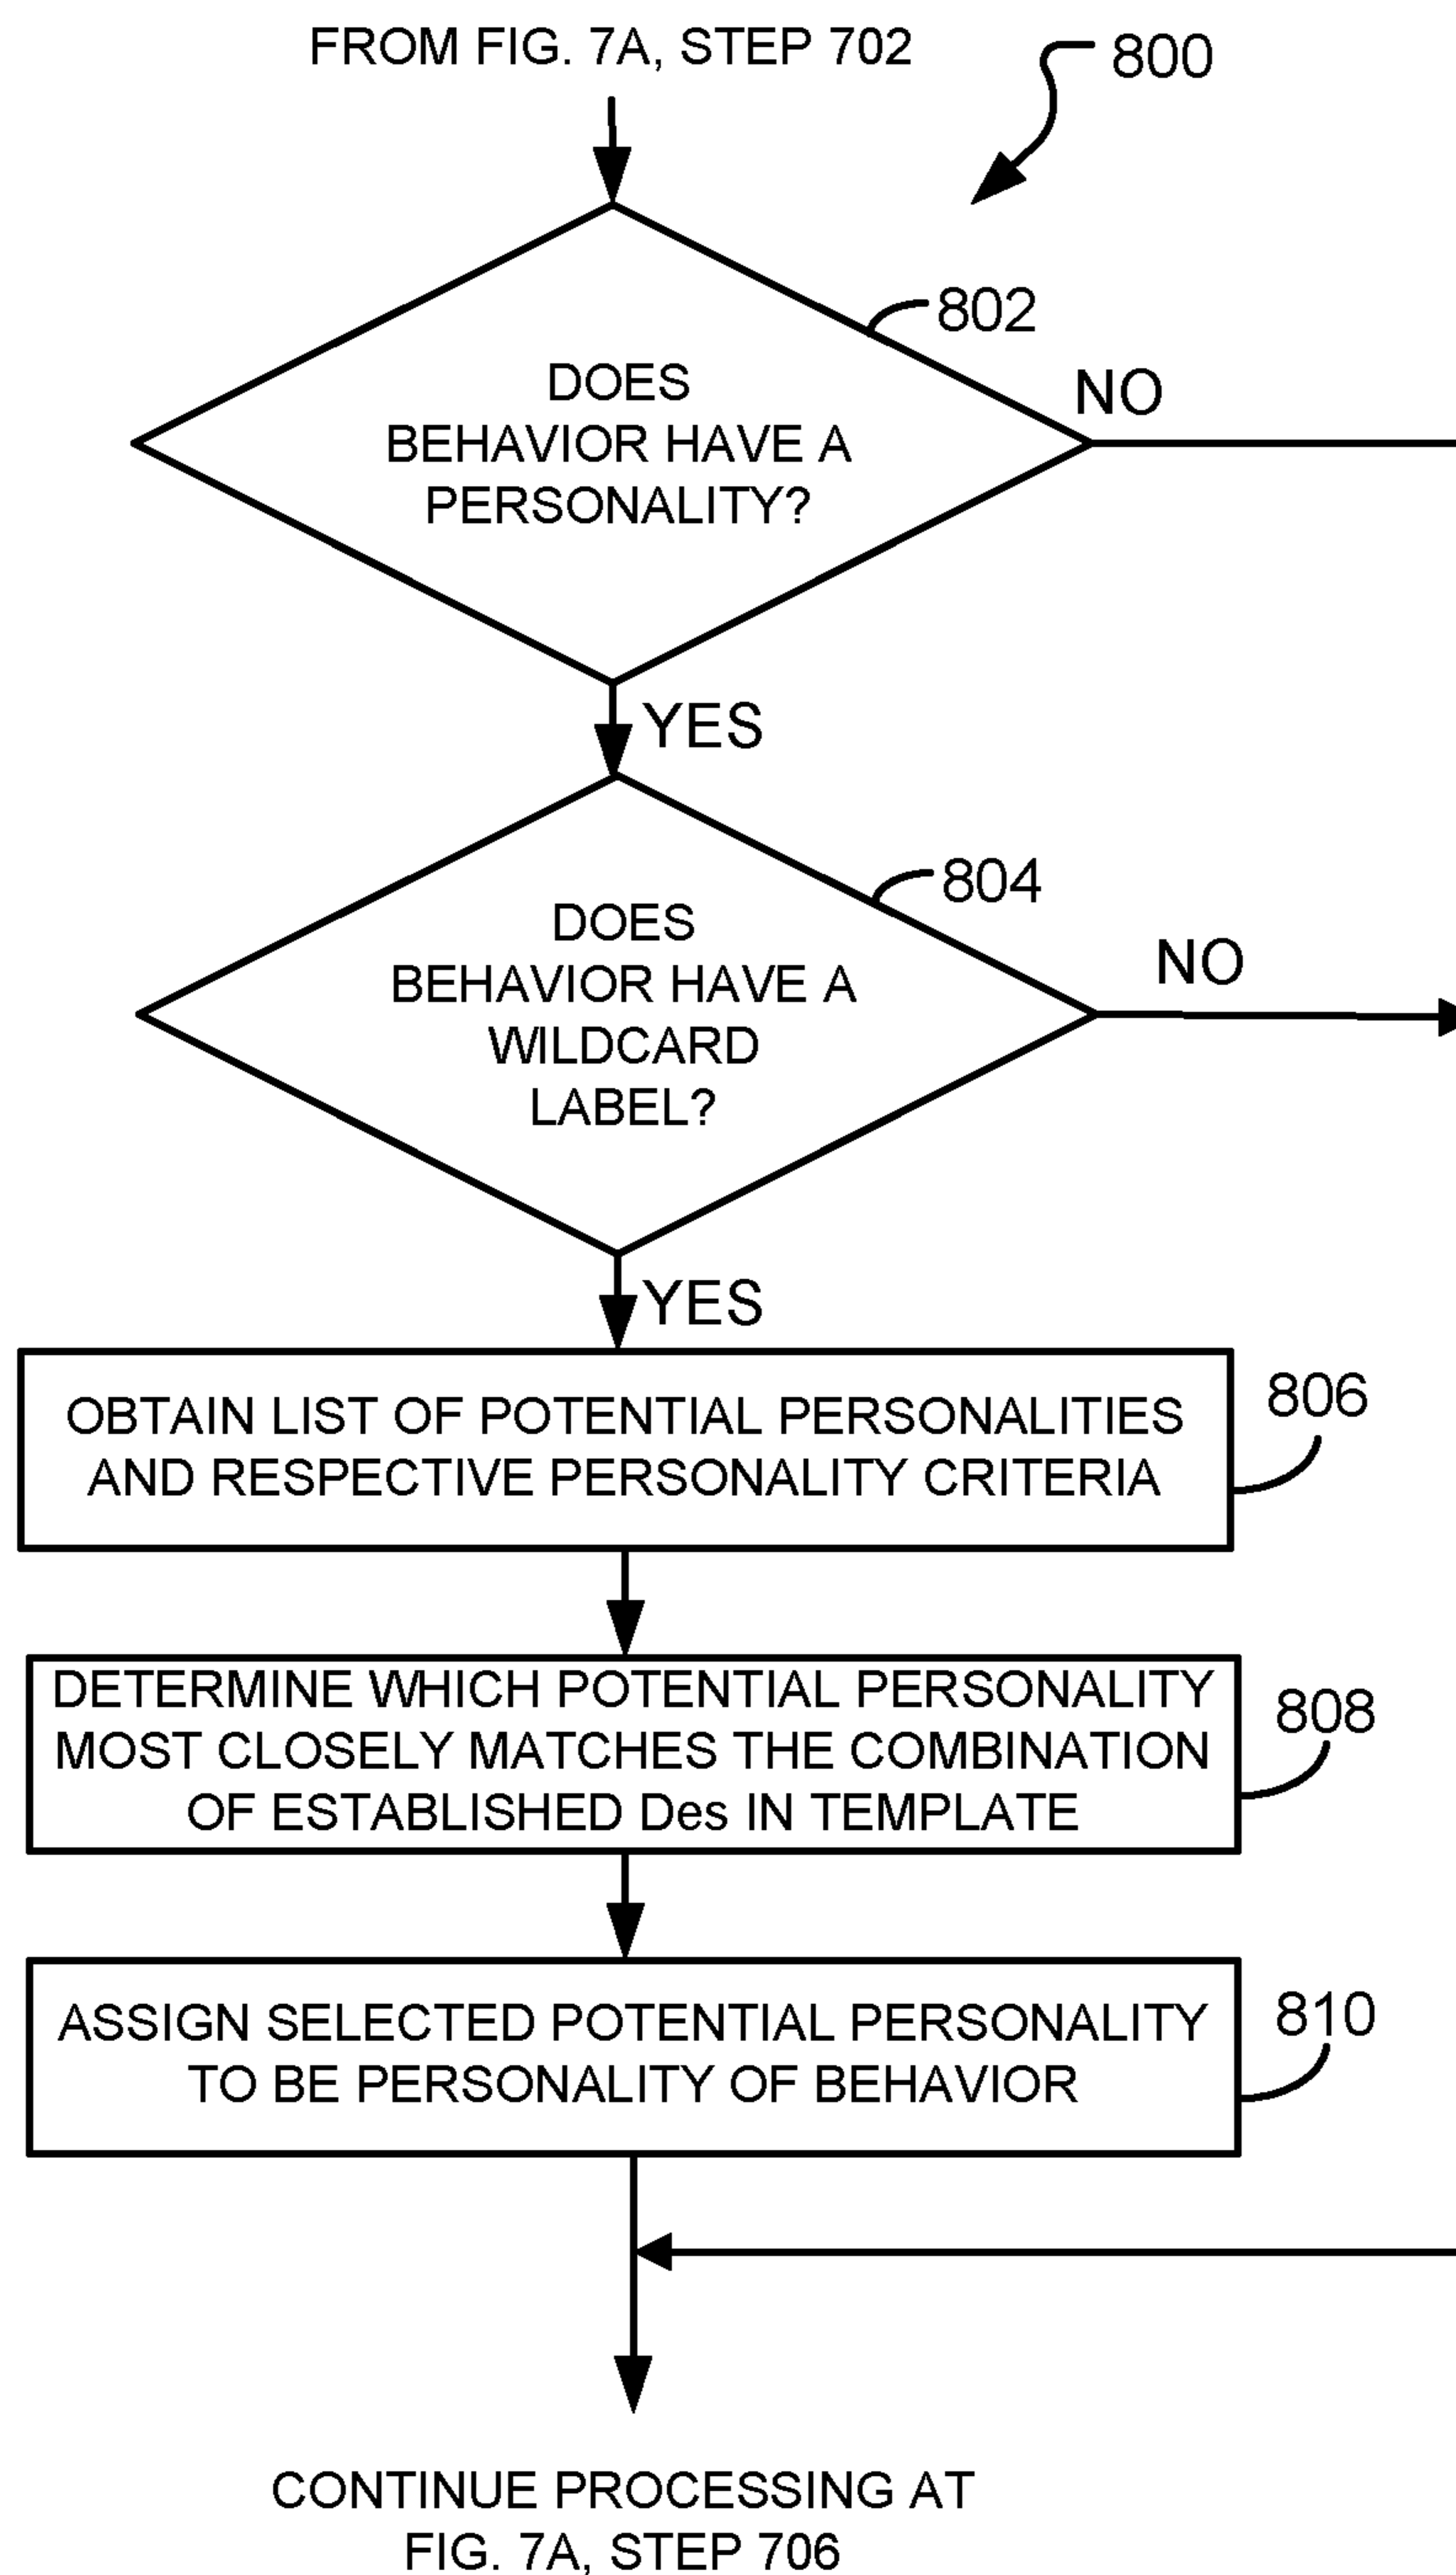 FROM FIG. 7A, STEP 702
800
802
DOES
BEHAVIOR HAVE A
PERSONALITY?
NO
YES
804
DOES
BEHAVIOR HAVE A
WILDCARD
LABEL?
NO
YES
OBTAIN LIST OF POTENTIAL PERSONALITIES
AND RESPECTIVE PERSONALITY CRITERIA
806
DETERMINE WHICH POTENTIAL PERSONALITY
MOST CLOSELY MATCHES THE COMBINATION
OF ESTABLISHED Des IN TEMPLATE
808
ASSIGN SELECTED POTENTIAL PERSONALITY
TO BE PERSONALITY OF BEHAVIOR
810
CONTINUE PROCESSING AT
FIG. 7A, STEP 706